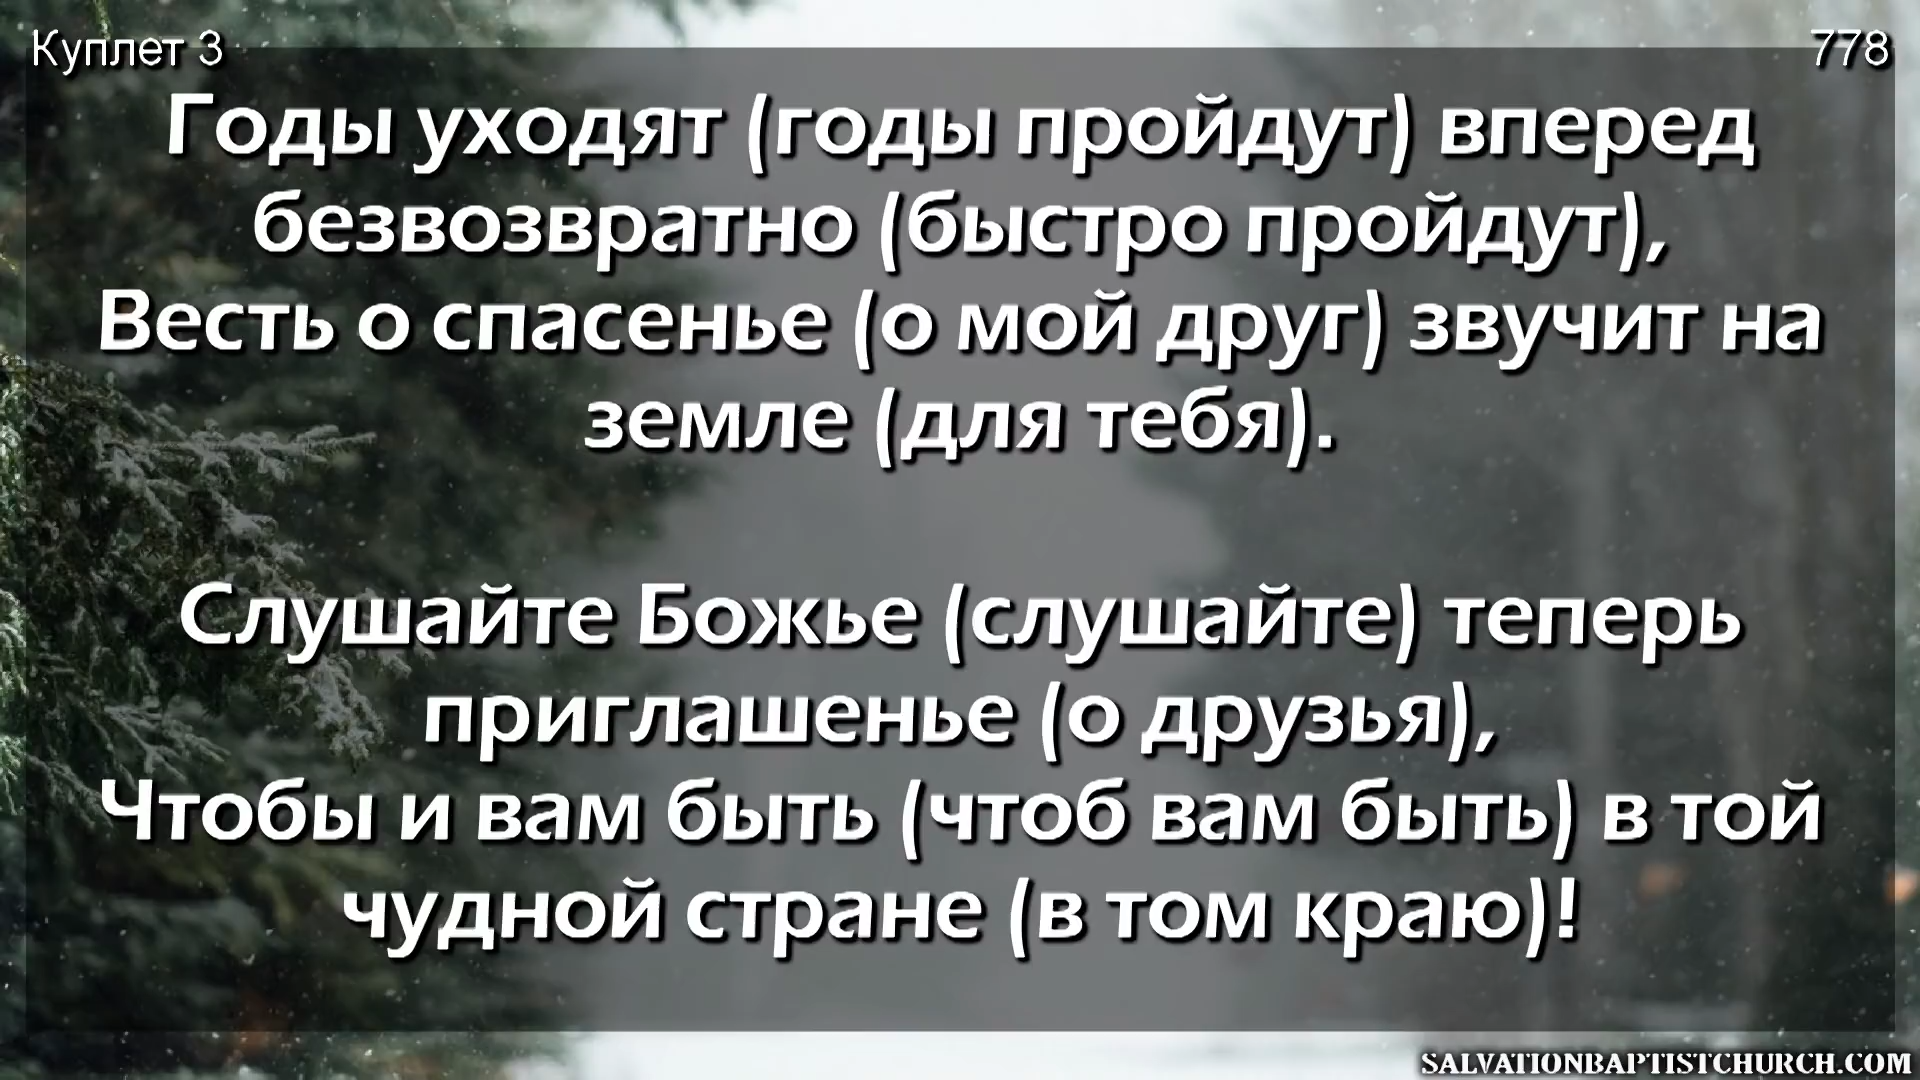 Куплет 3
778
Годы уходят (годы пройдут) вперед
безвозвратно (быстро пройдут),
Весть о спасенье (о мой друг) звучит на
земле (для тебя).
Слушайте Божье (слушайте) теперь
приглашенье (о друзья),
Чтобы и вам быть (чтоб вам быть) в той
чудной стране (в том краю)!
SALVATIONBAPTISTCHURCH.COM